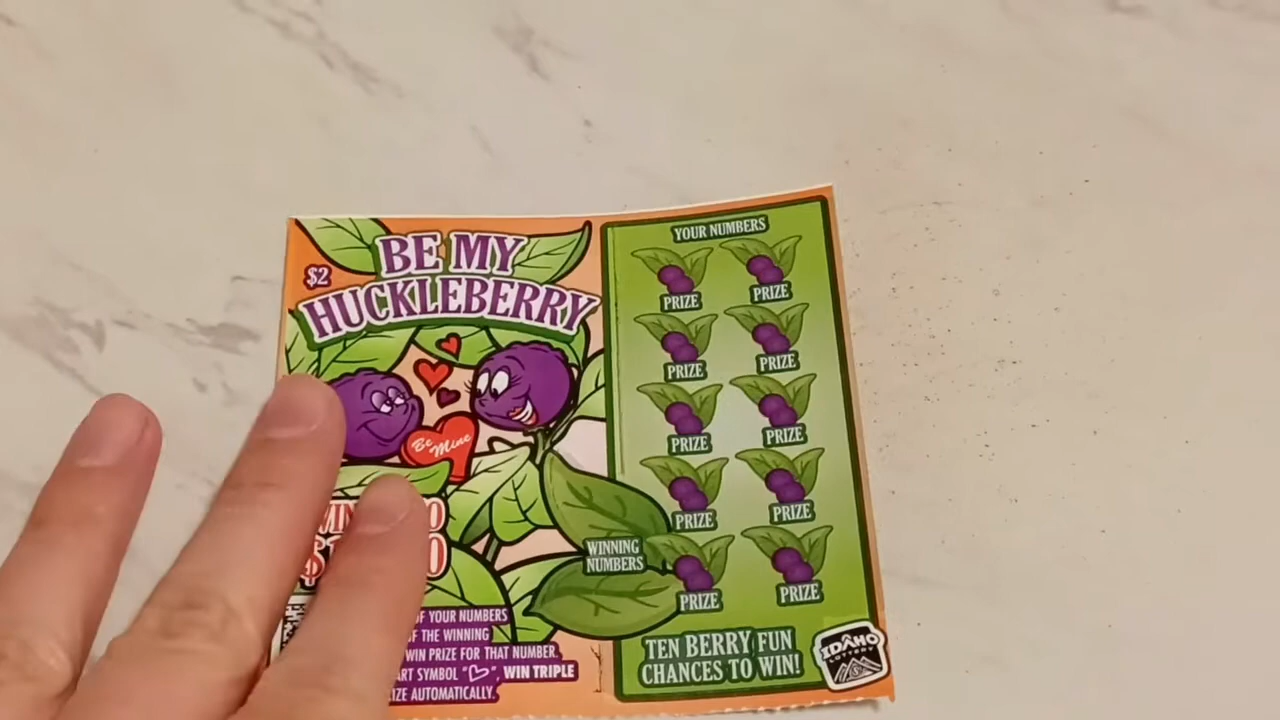 $2
BE MY
HUCKLEBERRY
Be
Mine
OF YOUR NUMBERS
OF THE WINNING
WIN PRIZE FOR THAT NUMBER.
SYMBOL "♡", WIN TRIPLE
AUTOMATICALLY.
WINNING
NUMBERS
YOUR NUMBERS
PRIZE PRIZE
PRIZE PRIZE
PRIZE PRIZE
PRIZE PRIZE
PRIZE PRIZE
TEN BERRY FUN
CHANCES TO WIN!
IDAHO
LOTTERY